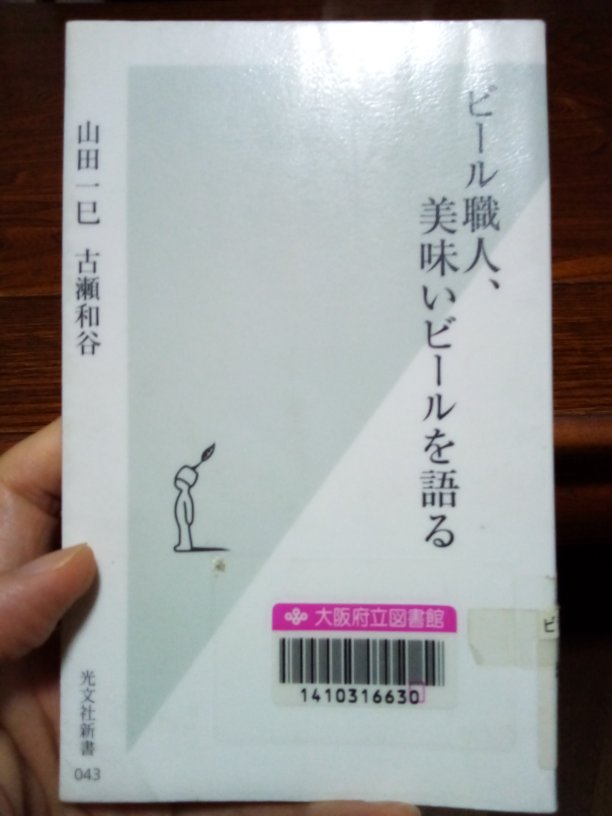 ビール職人、
美味いビールを語る
山田一巳 古瀬和谷
光文社新書
043
大阪府立図書館
1410316630
ビ